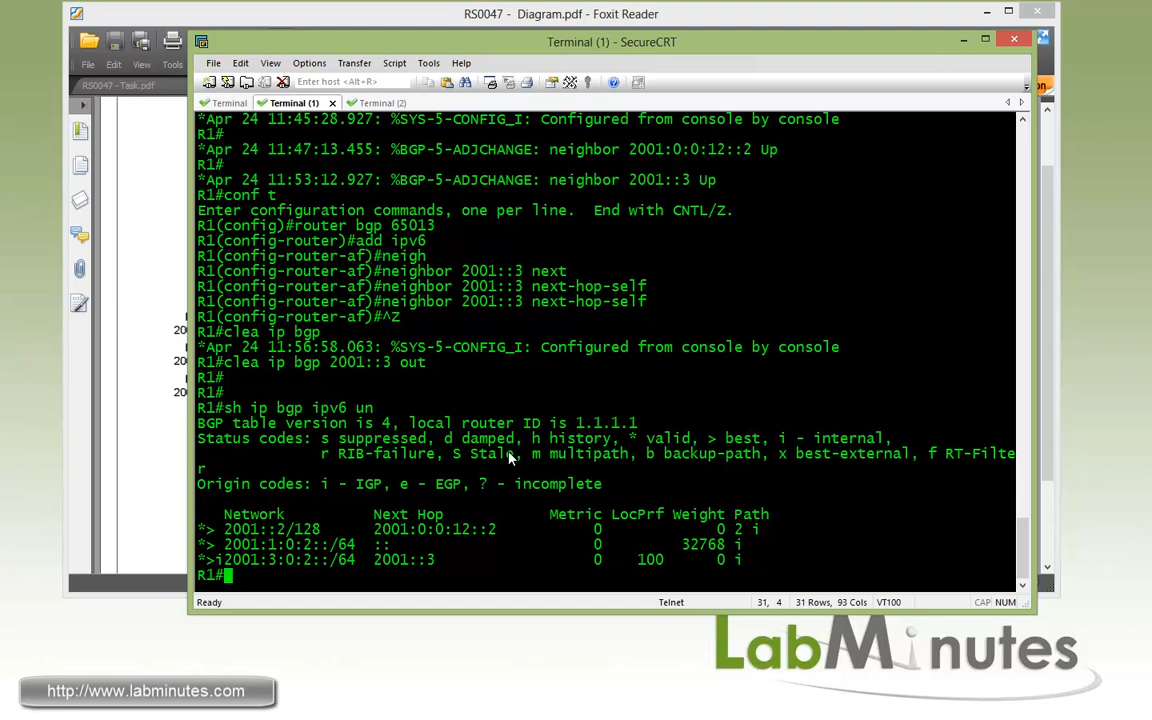 RS0047 - Diagram.pdf - Foxit Reader
Terminal (1) - SecureCRT
File Edit View Tools
File Edit View Options Transfer Script Tools Help
Enter host <Alt+R>
RS0047 - Task.pdf
Terminal Terminal (1) Terminal (2)
*Apr 24 11:45:28.927: %SYS-5-CONFIG_I: Configured from console by console
R1#
*Apr 24 11:47:13.455: %BGP-5-ADJCHANGE: neighbor 2001:0:0:12::2 Up
R1#
*Apr 24 11:53:12.927: %BGP-5-ADJCHANGE: neighbor 2001::3 Up
R1#conf t
Enter configuration commands, one per line.  End with CNTL/Z.
R1(config)#router bgp 65013
R1(config-router)#add ipv6
R1(config-router-af)#neigh
R1(config-router-af)#neighbor 2001::3 next
R1(config-router-af)#neighbor 2001::3 next-hop-self
R1(config-router-af)#neighbor 2001::3 next-hop-self
R1(config-router-af)#^Z
R1#clea ip bgp
*Apr 24 11:56:58.063: %SYS-5-CONFIG_I: Configured from console by console
R1#clea ip bgp 2001::3 out
R1#
R1#
R1#sh ip bgp ipv6 un
BGP table version is 4, local router ID is 1.1.1.1
Status codes: s suppressed, d damped, h history, * valid, > best, i - internal,
r RIB-failure, S Stale, m multipath, b backup-path, x best-external, f RT-Filte
r
Origin codes: i - IGP, e - EGP, ? - incomplete
Network Next Hop Metric LocPrf Weight Path
*> 2001::2/128 2001:0:0:12::2 0 0 2 i
*> 2001:1:0:2::/64 :: 0 32768 i
*>i2001:3:0:2::/64 2001::3 0 100 0 i
R1#
Ready Telnet 31, 4 31 Rows, 93 Cols VT100 CAP NUM
LabMinutes
http://www.labminutes.com